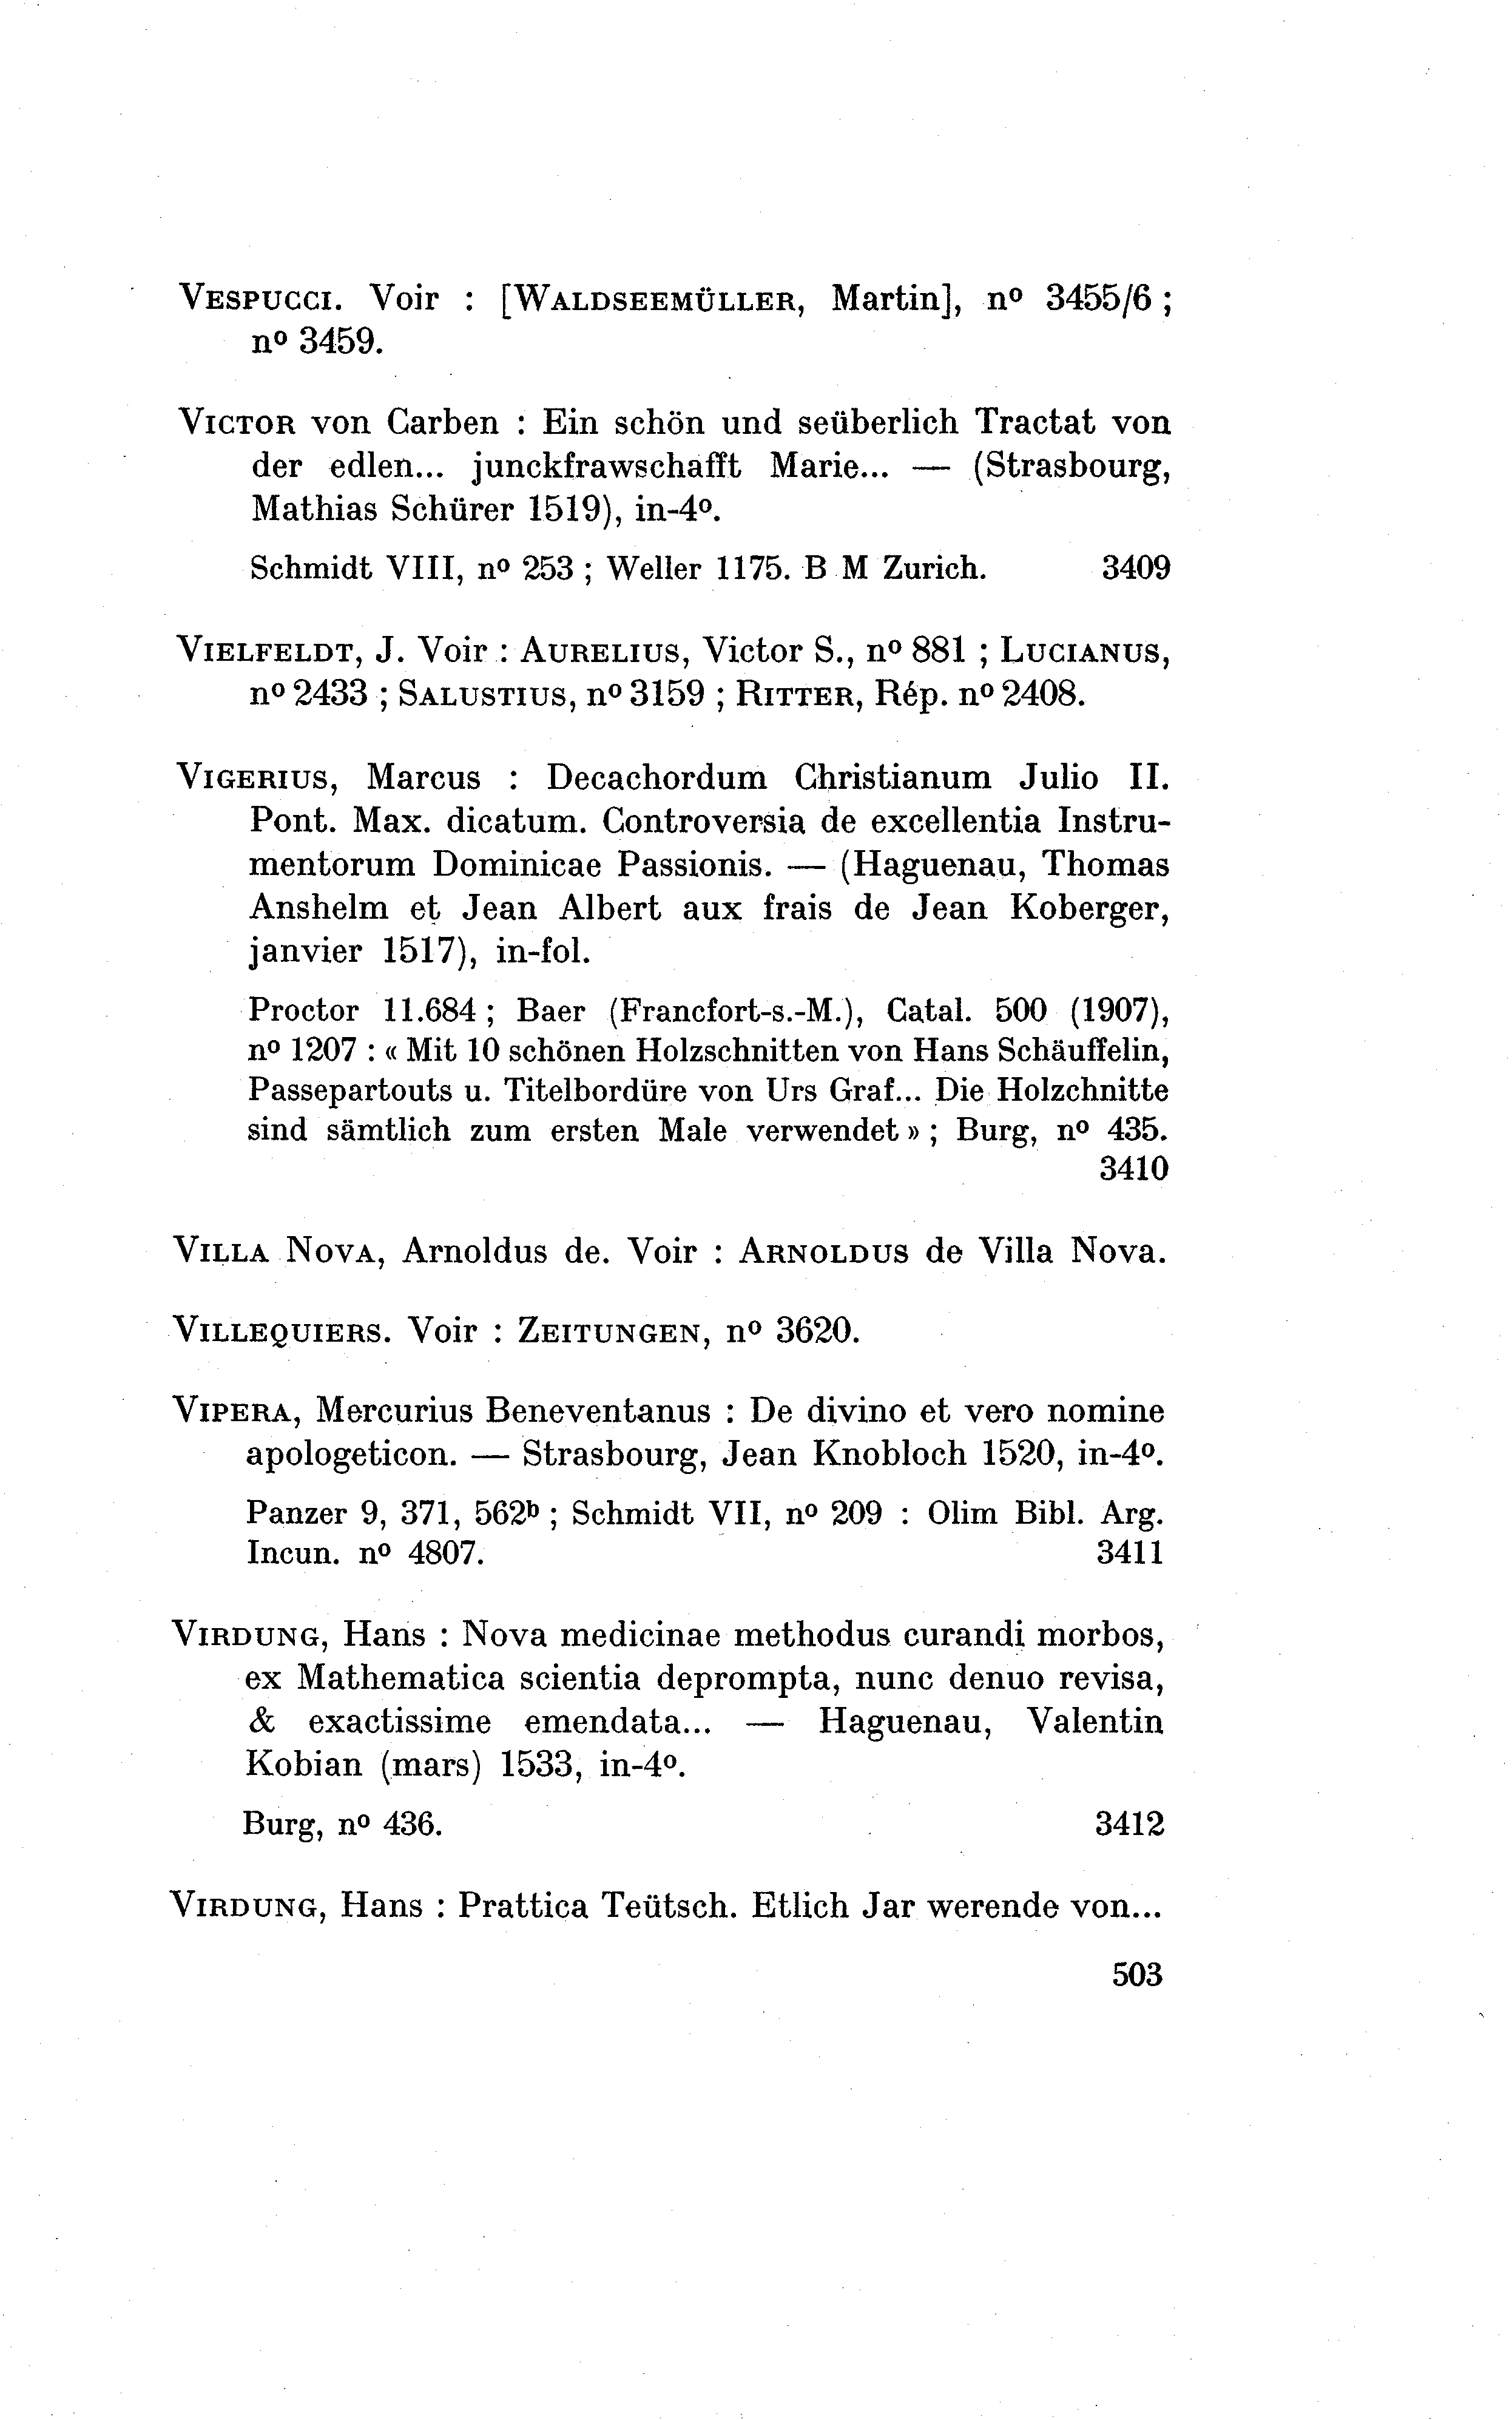 VESPUCCI. Voir : [WALDSEEMÜLLER, Martin], nº 3455/6 ;
nº 3459.
VICTOR von Carben : Ein schön und seüberlich Tractat von
der edlen... junckfrawschafft Marie... — (Strasbourg,
Mathias Schürer 1519), in-4º.
Schmidt VIII, nº 253 ; Weller 1175. B M Zurich. 3409
VIELFELDT, J. Voir : AURELIUS, Victor S., nº 881 ; LUCIANUS,
nº 2433 ; SALUSTIUS, nº 3159 ; RITTER, Rép. nº 2408.
VIGERIUS, Marcus : Decachordum Christianum Julio II.
Pont. Max. dicatum. Controversia de excellentia Instru-
mentorum Dominicae Passionis. — (Haguenau, Thomas
Anshelm et Jean Albert aux frais de Jean Koberger,
janvier 1517), in-fol.
Proctor 11.684 ; Baer (Francfort-s.-M.), Catal. 500 (1907),
nº 1207 : « Mit 10 schönen Holzschnitten von Hans Schäuffelin,
Passepartouts u. Titelbordüre von Urs Graf... Die Holzchnitte
sind sämtlich zum ersten Male verwendet » ; Burg, nº 435.
3410
VILLA NOVA, Arnoldus de. Voir : ARNOLDUS de Villa Nova.
VILLEQUIERS. Voir : ZEITUNGEN, nº 3620.
VIPERA, Mercurius Beneventanus : De divino et vero nomine
apologeticon. — Strasbourg, Jean Knobloch 1520, in-4º.
Panzer 9, 371, 562ᵇ ; Schmidt VII, nº 209 : Olim Bibl. Arg.
Incun. nº 4807. 3411
VIRDUNG, Hans : Nova medicinae methodus curandi morbos,
ex Mathematica scientia deprompta, nunc denuo revisa,
& exactissime emendata... — Haguenau, Valentin
Kobian (mars) 1533, in-4º.
Burg, nº 436. 3412
VIRDUNG, Hans : Prattica Teütsch. Etlich Jar werende von...
503